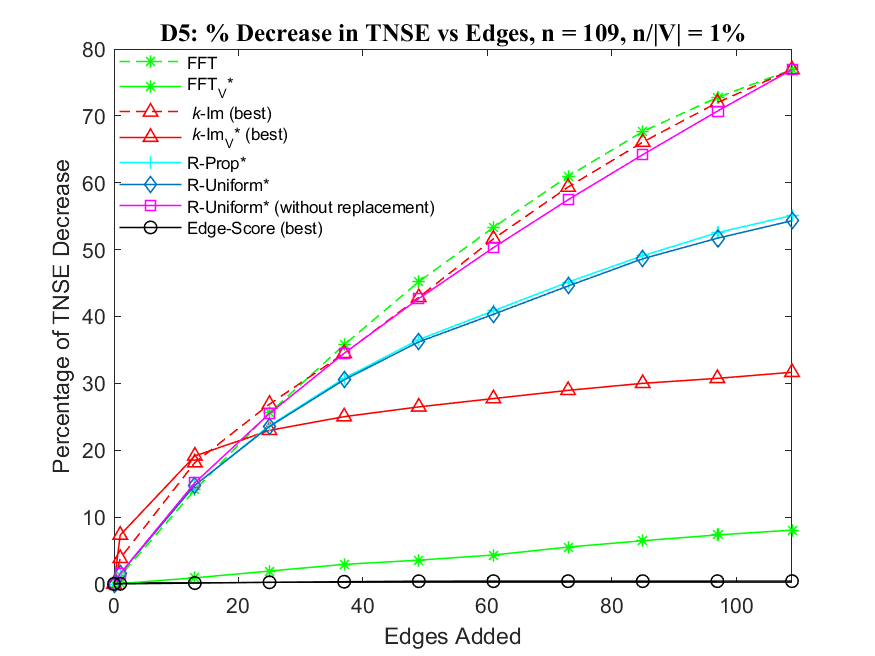 D5: % Decrease in TNSE vs Edges, n = 109, n/|V| = 1%
80
70
60
50
40
30
20
10
0
Percentage of TNSE Decrease
FFT
FFT_V*
k-Im (best)
k-Im_V* (best)
R-Prop*
R-Uniform*
R-Uniform* (without replacement)
Edge-Score (best)
0 20 40 60 80 100
Edges Added